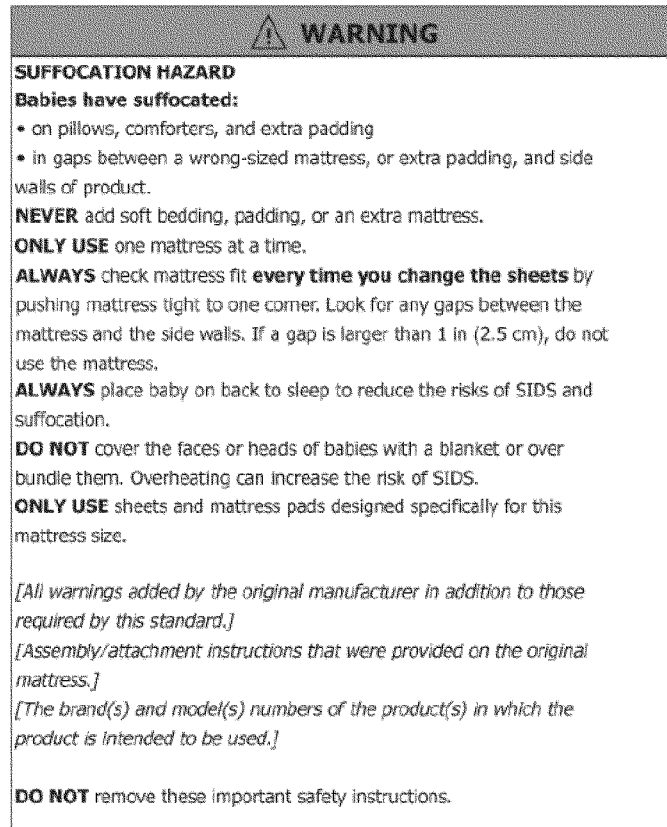 WARNING
SUFFOCATION HAZARD
Babies have suffocated:
• on pillows, comforters, and extra padding
• in gaps between a wrong-sized mattress, or extra padding, and side
walls of product.
NEVER add soft bedding, padding, or an extra mattress.
ONLY USE one mattress at a time.
ALWAYS check mattress fit every time you change the sheets by
pushing mattress tight to one corner. Look for any gaps between the
mattress and the side walls. If a gap is larger than 1 in (2.5 cm), do not
use the mattress.
ALWAYS place baby on back to sleep to reduce the risks of SIDS and
suffocation.
DO NOT cover the faces or heads of babies with a blanket or over
bundle them. Overheating can increase the risk of SIDS.
ONLY USE sheets and mattress pads designed specifically for this
mattress size.
[All warnings added by the original manufacturer in addition to those
required by this standard.]
[Assembly/attachment instructions that were provided on the original
mattress.]
[The brand(s) and model(s) numbers of the product(s) in which the
product is intended to be used.]
DO NOT remove these important safety instructions.